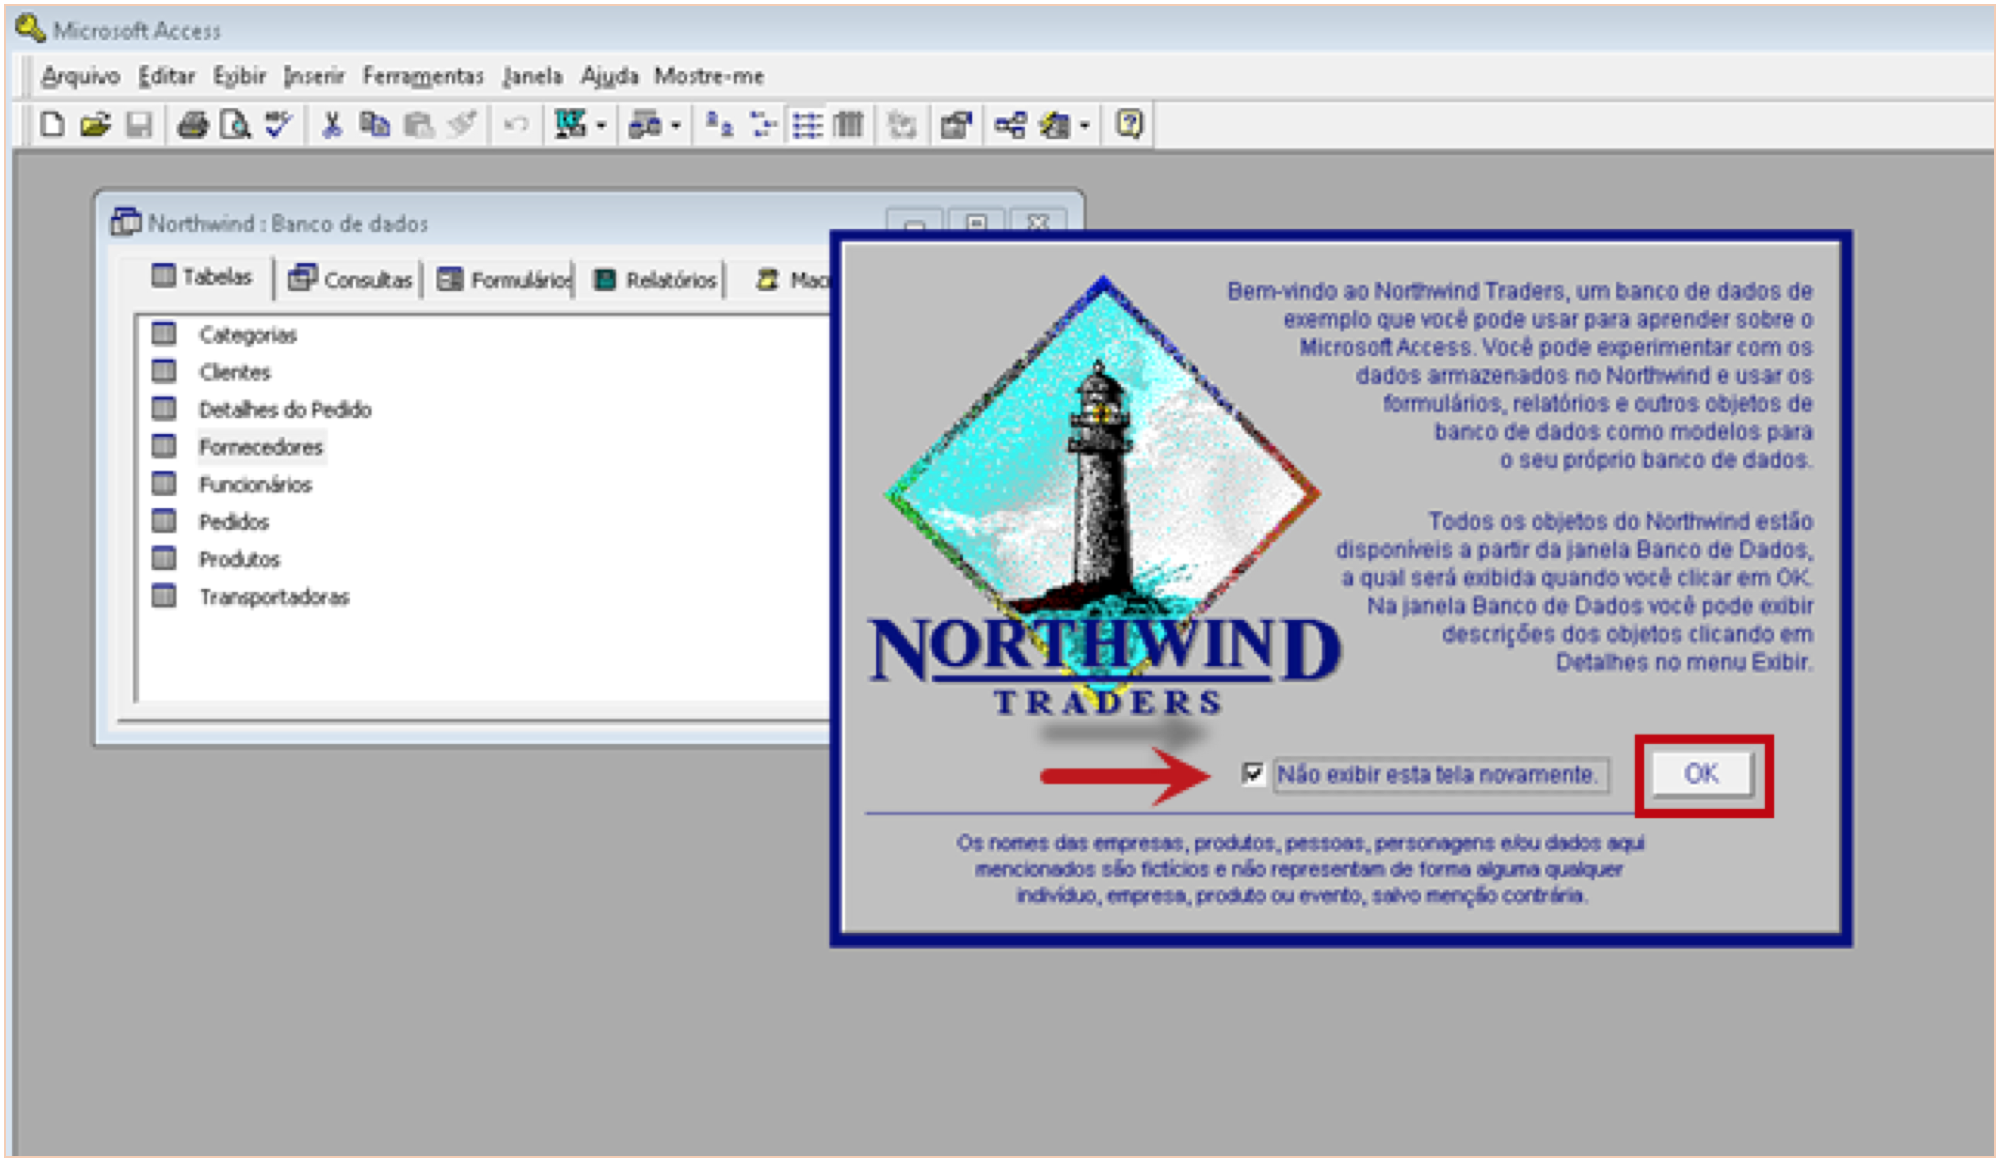 Microsoft Access
Arquivo Editar Exibir Inserir Ferramentas Janela Ajuda Mostre-me
Northwind : Banco de dados
Tabelas Consultas Formulários Relatórios Mac
Categorias
Clientes
Detalhes do Pedido
Fornecedores
Funcionários
Pedidos
Produtos
Transportadoras
Bem-vindo ao Northwind Traders, um banco de dados de
exemplo que você pode usar para aprender sobre o
Microsoft Access. Você pode experimentar com os
dados armazenados no Northwind e usar os
formulários, relatórios e outros objetos de
banco de dados como modelos para
o seu próprio banco de dados.
Todos os objetos do Northwind estão
disponíveis a partir da janela Banco de Dados,
a qual será exibida quando você clicar em OK.
Na janela Banco de Dados você pode exibir
descrições dos objetos clicando em
Detalhes no menu Exibir.
NORTHWIND
TRADERS
Não exibir esta tela novamente.
OK
Os nomes das empresas, produtos, pessoas, personagens e/ou dados aqui
mencionados são fictícios e não representam de forma alguma qualquer
indivíduo, empresa, produto ou evento, salvo menção contrária.